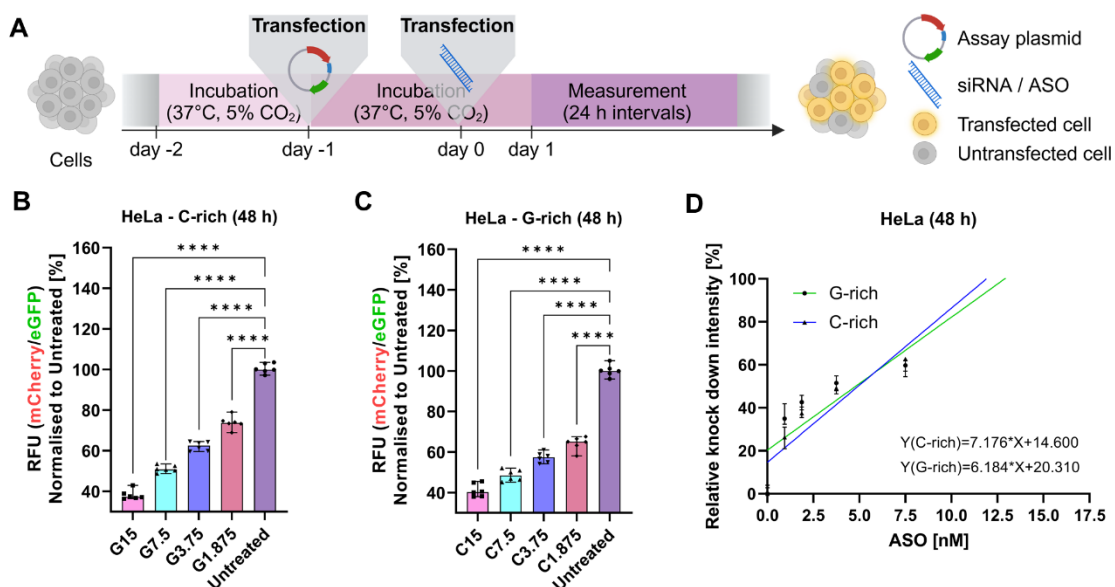 A
Transfection
Transfection
Incubation
(37°C, 5% CO₂)
Incubation
(37°C, 5% CO₂)
Measurement
(24 h intervals)
Cells
day -2
day -1
day 0
day 1
Assay plasmid
siRNA / ASO
Transfected cell
Untransfected cell
B
HeLa - C-rich (48 h)
RFU (mCherry/eGFP)
Normalised to Untreated [%]
160
140
120
100
80
60
40
****
****
****
****
G15
G7.5
G3.75
G1.875
Untreated
C
HeLa - G-rich (48 h)
RFU (mCherry/eGFP)
Normalised to Untreated [%]
160
140
120
100
80
60
40
****
****
****
****
C15
C7.5
C3.75
C1.875
Untreated
D
HeLa (48 h)
Relative knock down intensity [%]
100
80
60
40
20
0
G-rich
C-rich
Y(C-rich)=7.176*X+14.600
Y(G-rich)=6.184*X+20.310
0.0
2.5
5.0
7.5
10.0
12.5
15.0
17.5
ASO [nM]